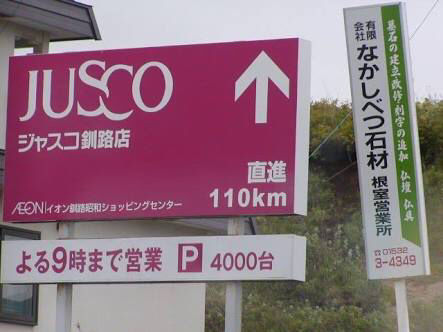 JUSCO
ジャスコ釧路店
直進
110km
ÆON イオン釧路昭和ショッピングセンター
よる9時まで営業 P 4000台
有限会社 なかしべつ石材 根室営業所
墓石の建立・改修・削字の追加 仏壇 仏具
☎01532
3-4349